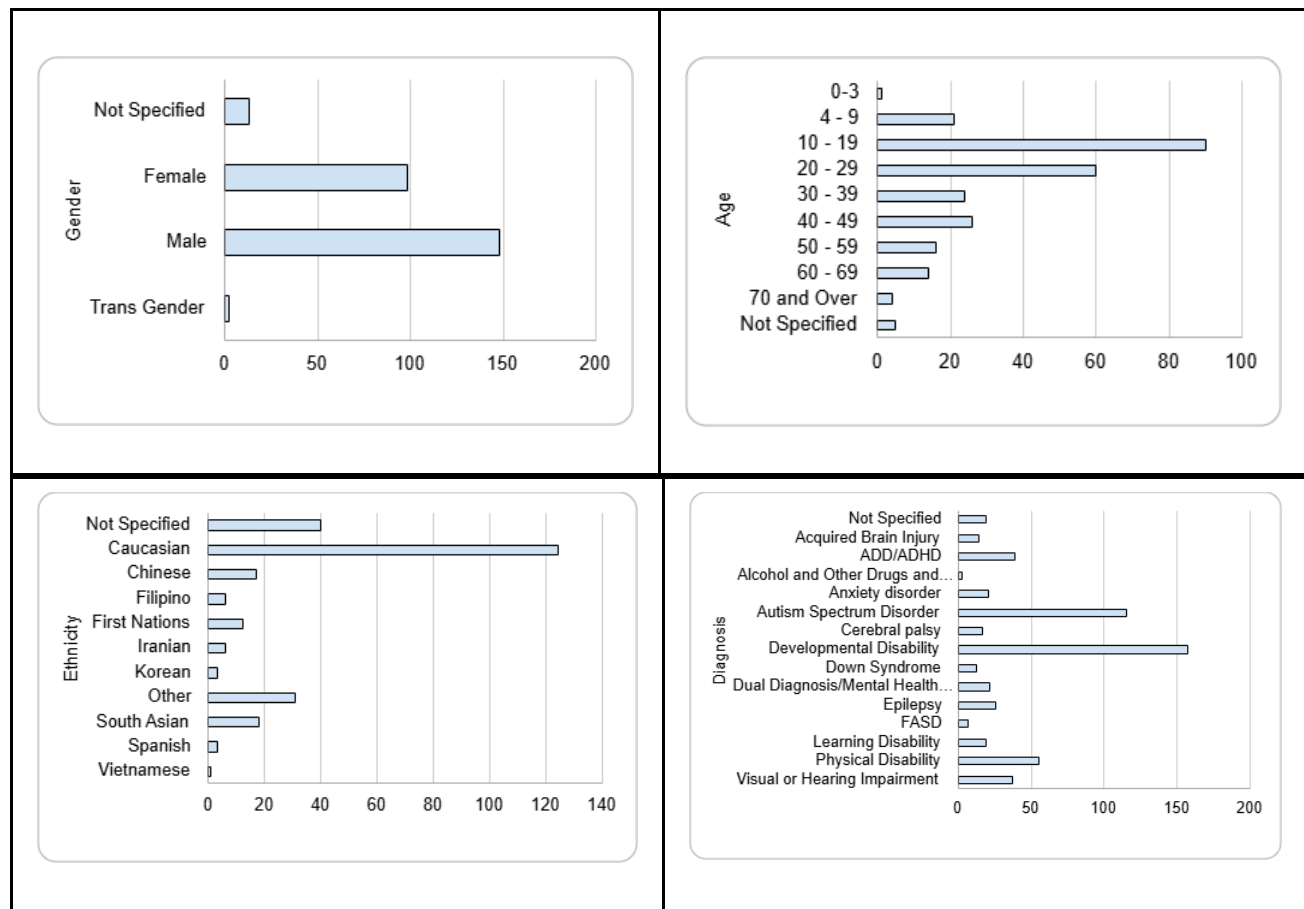 Gender
Not Specified
Female
Male
Trans Gender
0 50 100 150 200
Age
0-3
4 - 9
10 - 19
20 - 29
30 - 39
40 - 49
50 - 59
60 - 69
70 and Over
Not Specified
0 20 40 60 80 100
Ethnicity
Not Specified
Caucasian
Chinese
Filipino
First Nations
Iranian
Korean
Other
South Asian
Spanish
Vietnamese
0 20 40 60 80 100 120 140
Diagnosis
Not Specified
Acquired Brain Injury
ADD/ADHD
Alcohol and Other Drugs and...
Anxiety disorder
Autism Spectrum Disorder
Cerebral palsy
Developmental Disability
Down Syndrome
Dual Diagnosis/Mental Health...
Epilepsy
FASD
Learning Disability
Physical Disability
Visual or Hearing Impairment
0 50 100 150 200